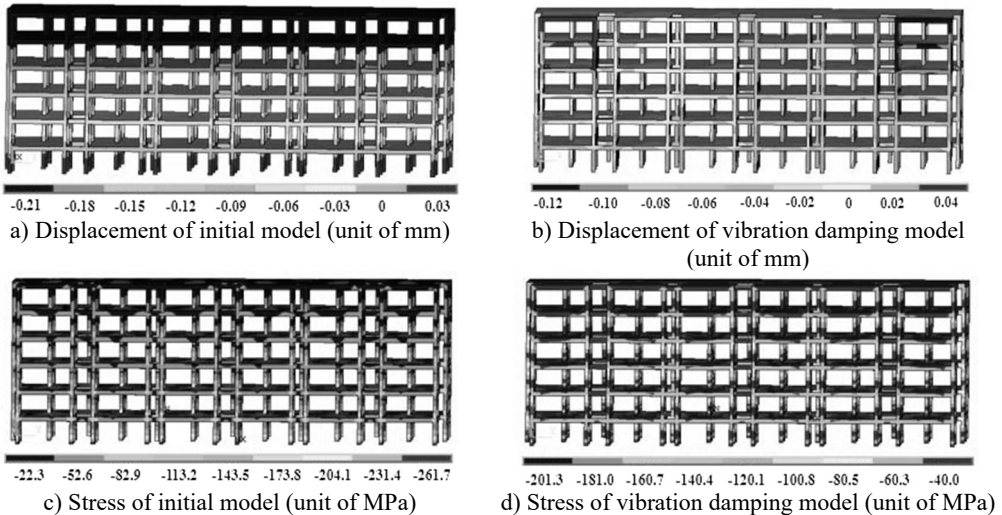 -0.21 -0.18 -0.15 -0.12 -0.09 -0.06 -0.03 0 0.03
a) Displacement of initial model (unit of mm)
-0.12 -0.10 -0.08 -0.06 -0.04 -0.02 0 0.02 0.04
b) Displacement of vibration damping model
(unit of mm)
-22.3 -52.6 -82.9 -113.2 -143.5 -173.8 -204.1 -231.4 -261.7
c) Stress of initial model (unit of MPa)
-201.3 -181.0 -160.7 -140.4 -120.1 -100.8 -80.5 -60.3 -40.0
d) Stress of vibration damping model (unit of MPa)